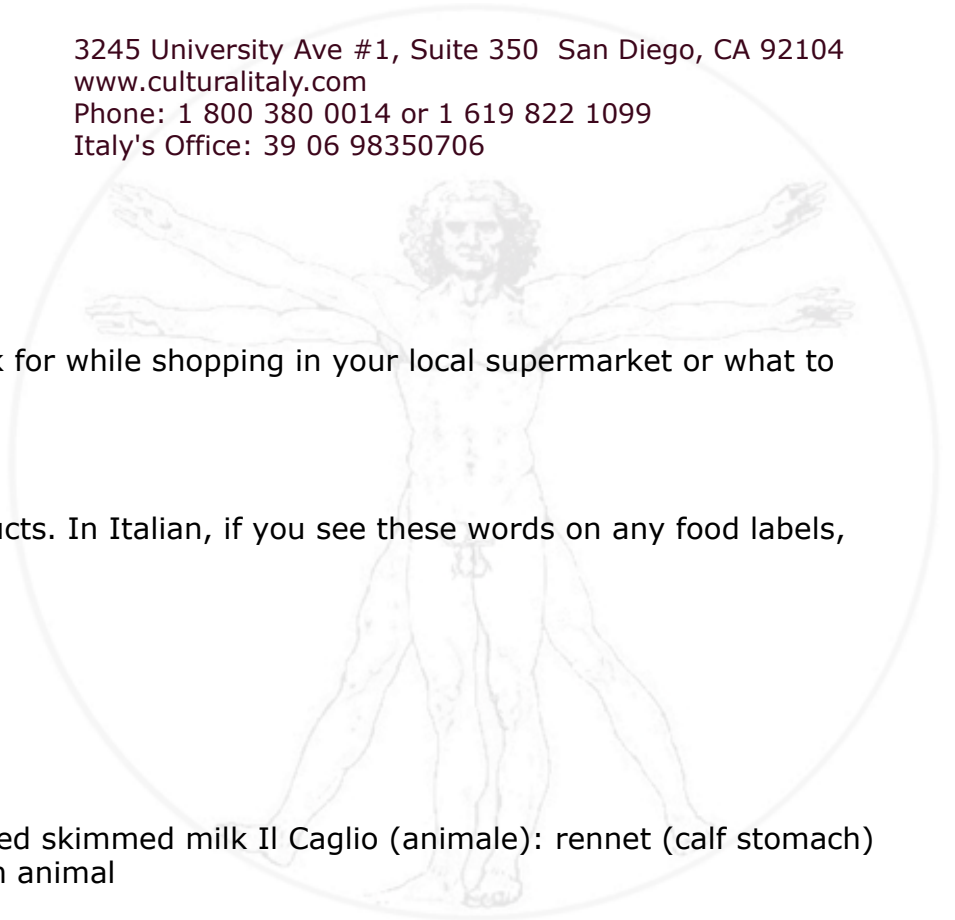 3245 University Ave #1, Suite 350 San Diego, CA 92104
www.culturalitaly.com
Phone: 1 800 380 0014 or 1 619 822 1099
Italy's Office: 39 06 98350706
for while shopping in your local supermarket or what to
In Italian, if you see these words on any food labels,
skimmed milk Il Caglio (animale): rennet (calf stomach)
animal